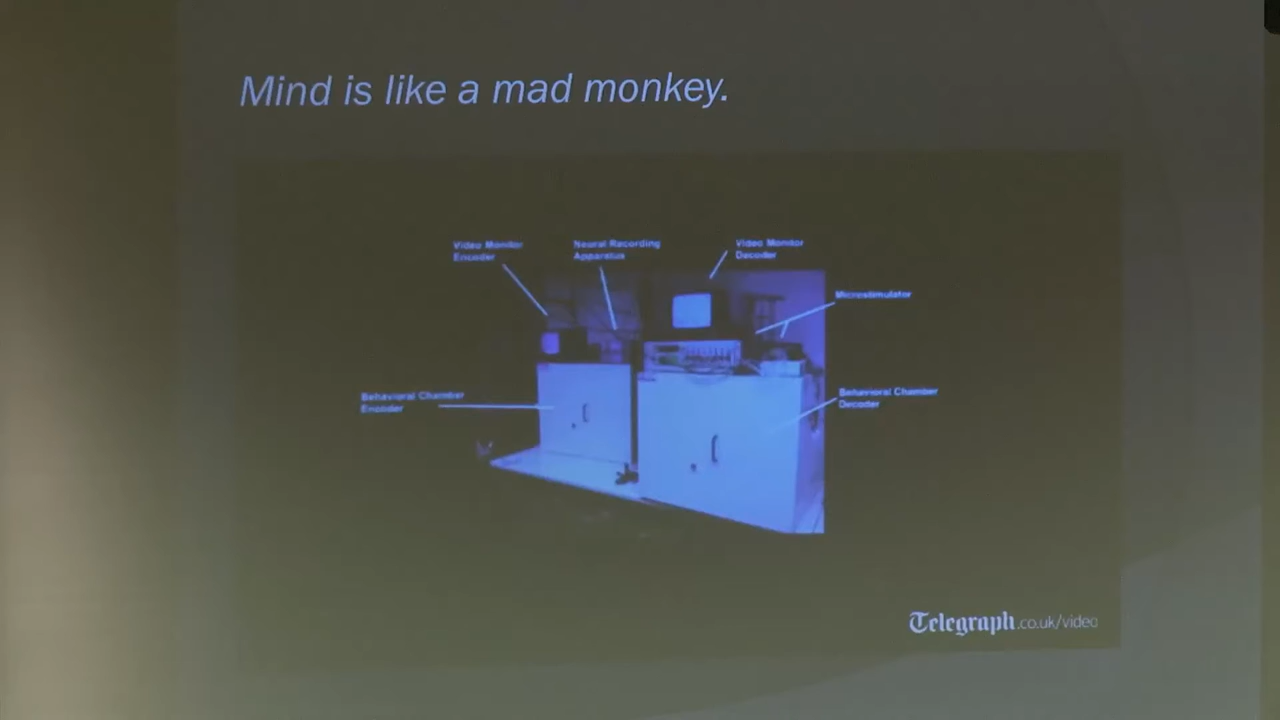 Mind is like a mad monkey.
Video Monitor
Encoder
Neural Recording
Apparatus
Video Monitor
Decoder
Microstimulator
Behavioral Chamber
Encoder
Behavioral Chamber
Decoder
Telegraph.co.uk/video